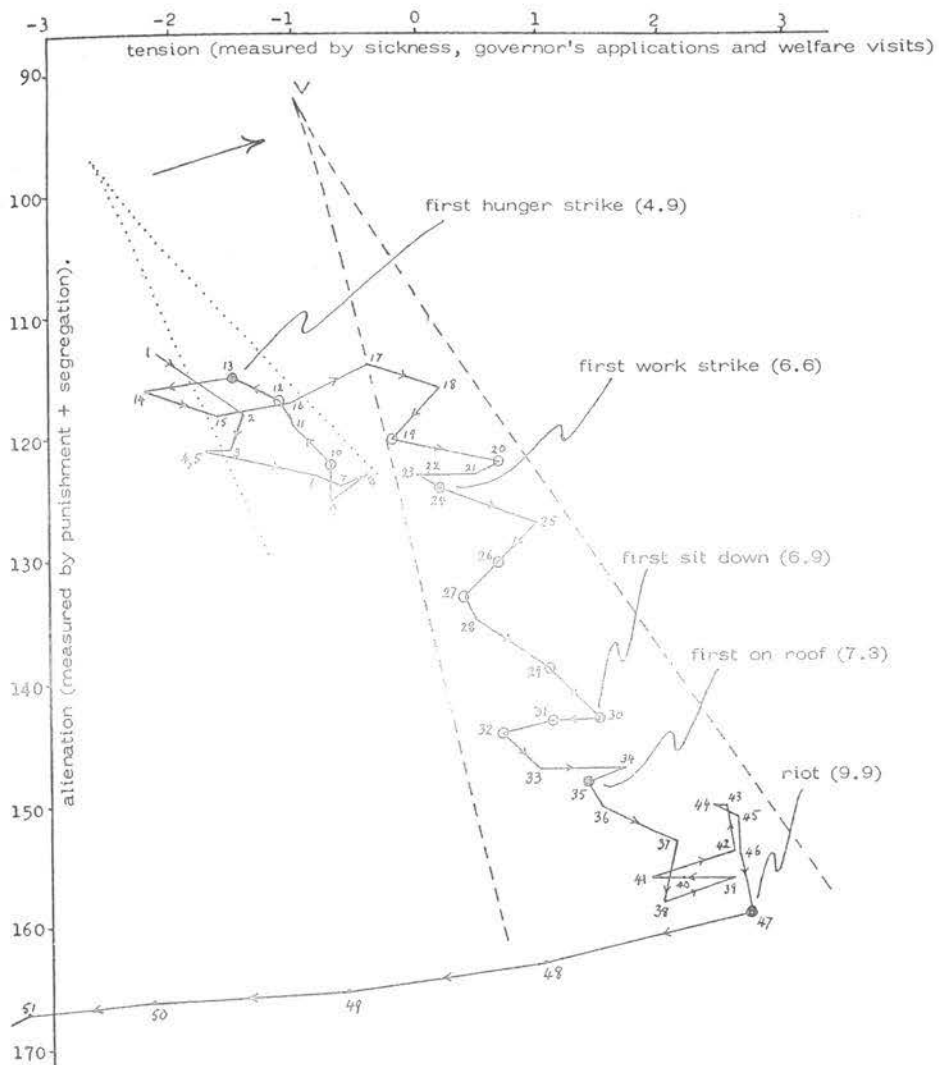 -3 -2 -1 0 1 2 3
tension (measured by sickness, governor's applications and welfare visits)
90
V
100
first hunger strike (4.9)
alienation (measured by punishment + segregation).
110
17
1 13 12 18 first work strike (6.6)
14 16
15 2 11
120 19 20
4,5 3 10 23 22 21
7
24
25
130 26 first sit down (6.9)
27
28
29
first on roof (7.3)
140
31 30
32
33 34
35 riot (9.9)
44 43
150 36 45
37 42 46
41 40 39
38
47
160
48
49
51 50
170